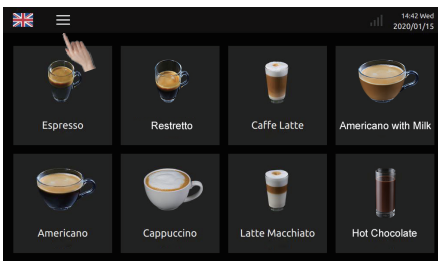 14:42 Wed
2020/01/15
Espresso
Restretto
Caffe Latte
Americano with Milk
Americano
Cappuccino
Latte Macchiato
Hot Chocolate